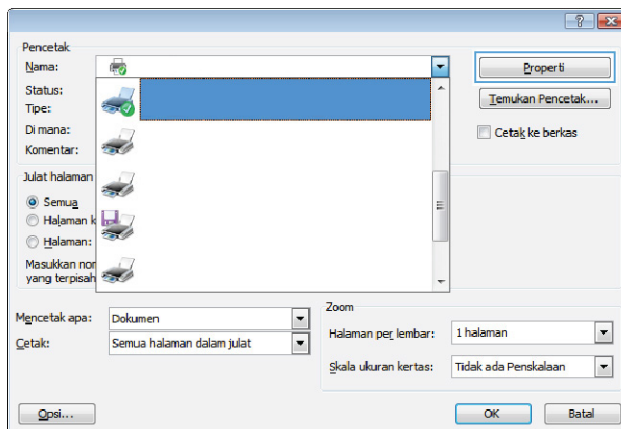 Pencetak
Nama:
Properti
Status:
Temukan Pencetak...
Tipe:
Di mana:
Cetak ke berkas
Komentar:
Julat halaman
Semua
Halaman k
Halaman:
Masukkan nor
yang terpisah
Mencetak apa: Dokumen
Cetak: Semua halaman dalam julat
Zoom
Halaman per lembar: 1 halaman
Skala ukuran kertas: Tidak ada Penskalaan
Opsi...
OK Batal